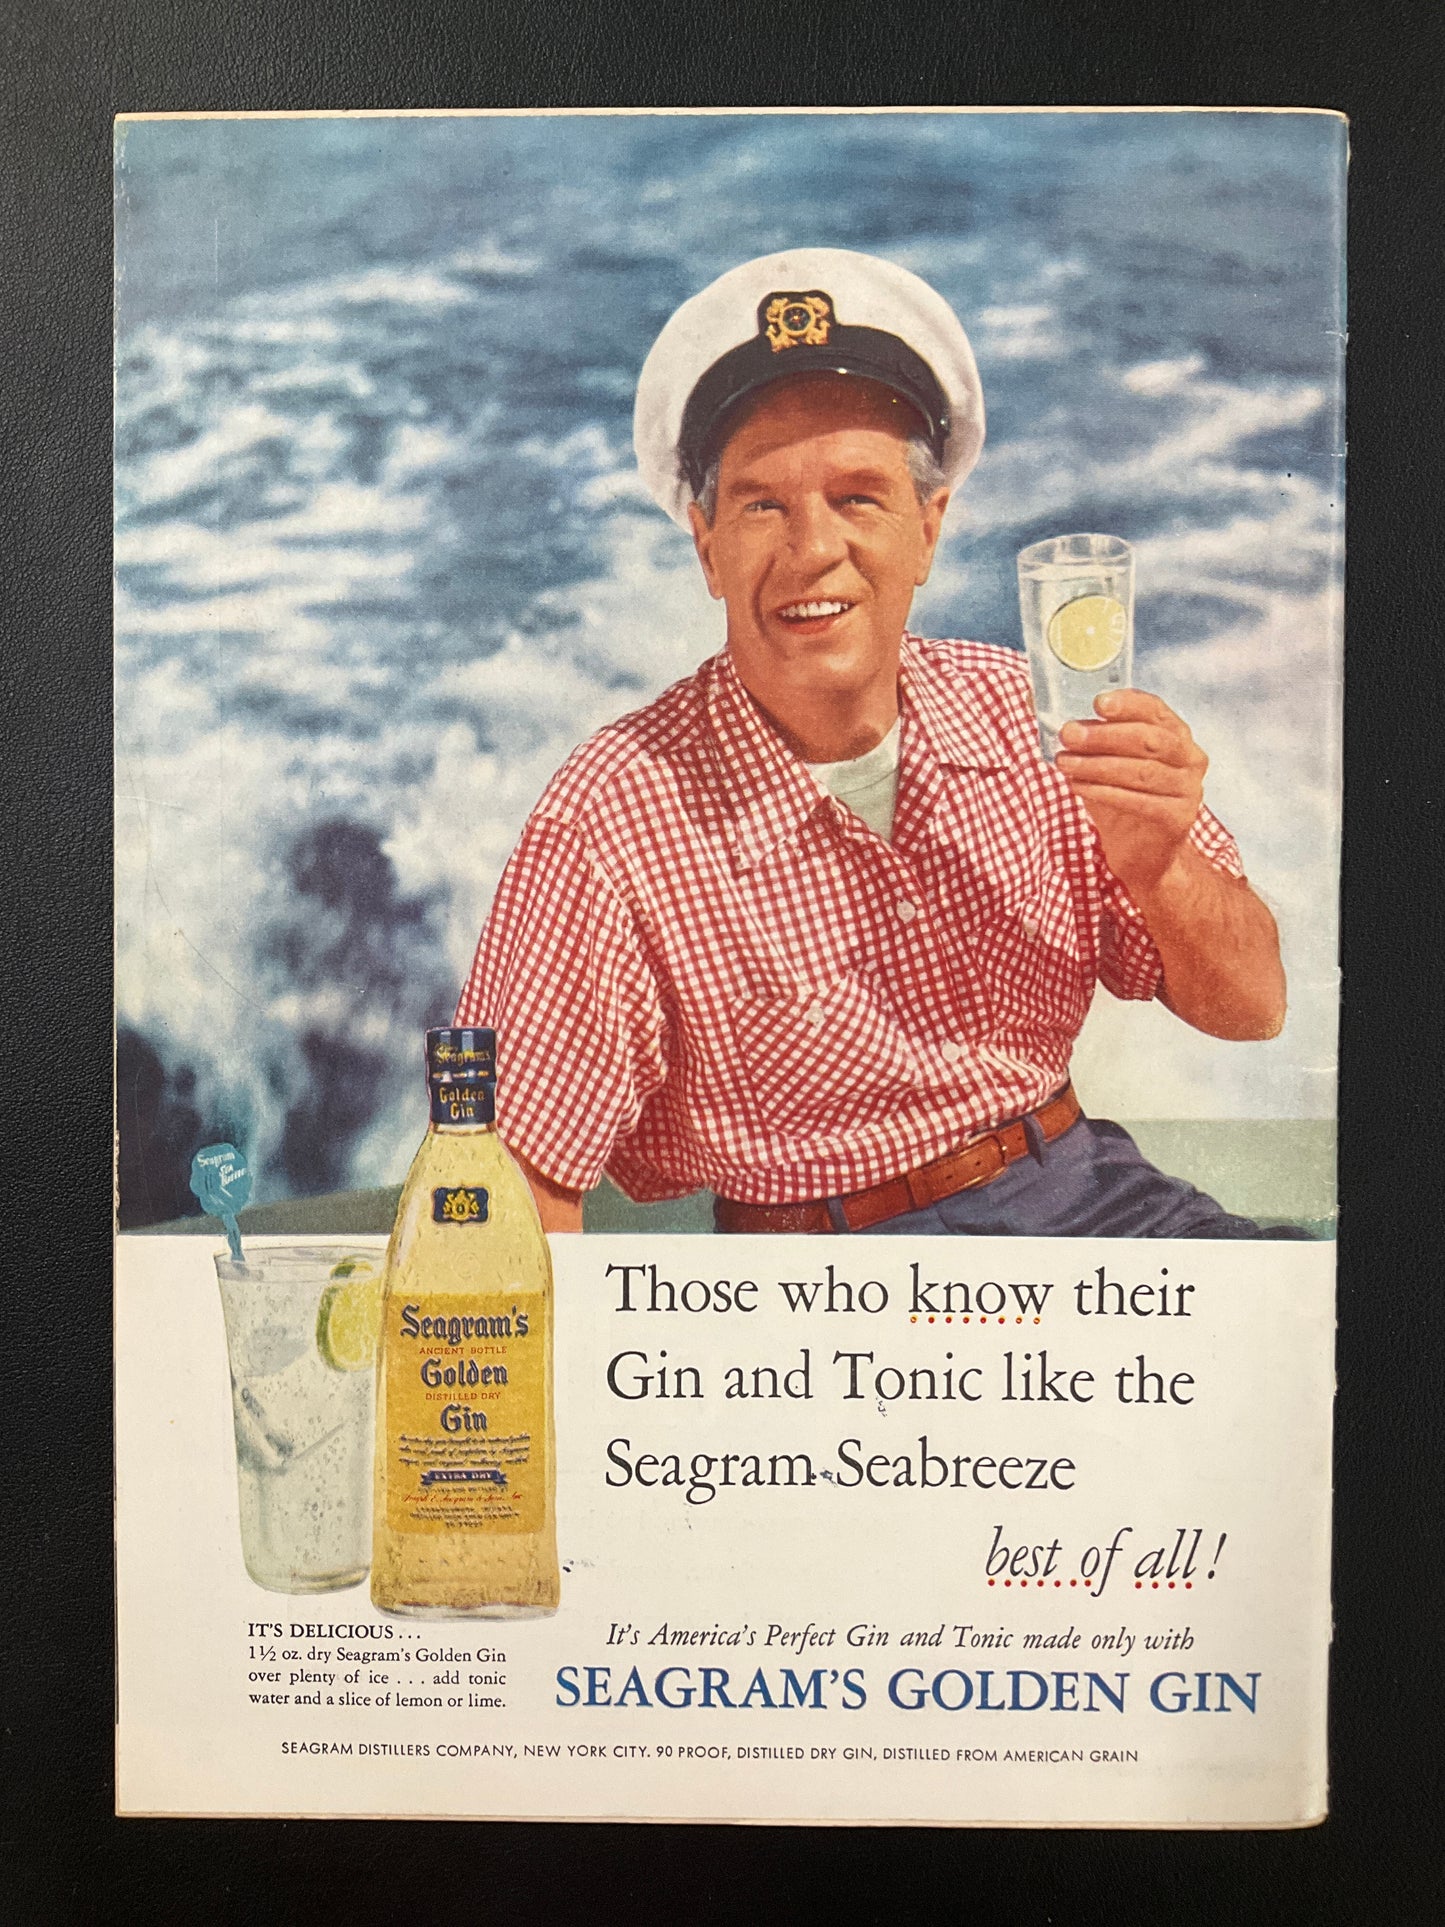 Seagram's
Golden
Gin
Seagram
Seagram's
ANCIENT BOTTLE
Golden
DISTILLED DRY
Gin
EXTRA DRY
Those who know their
Gin and Tonic like the
Seagram Seabreeze
best of all!
IT'S DELICIOUS . . .
1½ oz. dry Seagram's Golden Gin
over plenty of ice . . . add tonic
water and a slice of lemon or lime.
It's America's Perfect Gin and Tonic made only with
SEAGRAM'S GOLDEN GIN
SEAGRAM DISTILLERS COMPANY, NEW YORK CITY. 90 PROOF, DISTILLED DRY GIN, DISTILLED FROM AMERICAN GRAIN